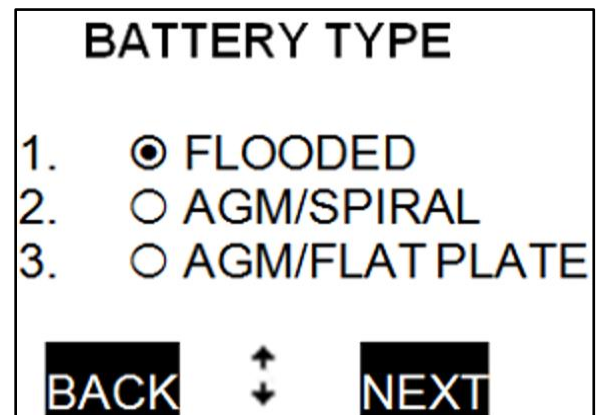 BATTERY TYPE
1. FLOODED
2. AGM/SPIRAL
3. AGM/FLAT PLATE
BACK NEXT